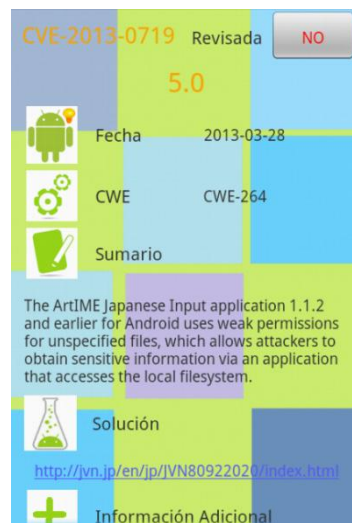 CVE-2013-0719 Revisada NO
5.0
Fecha 2013-03-28
CWE CWE-264
Sumario
The ArtIME Japanese Input application 1.1.2
and earlier for Android uses weak permissions
for unspecified files, which allows attackers to
obtain sensitive information via an application
that accesses the local filesystem.
Solución
http://jvn.jp/en/jp/JVN80922020/index.html
Información Adicional